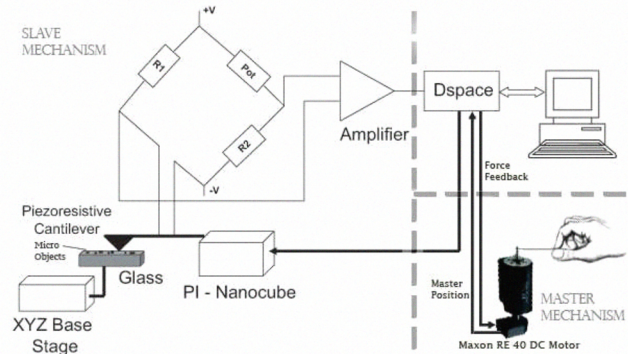 SLAVE
MECHANISM
+V
R1
Pot
R2
-V
Amplifier
Dspace
Force
Feedback
Piezoresistive
Cantilever
Micro
Objects
Glass
PI - Nanocube
XYZ Base
Stage
Master
Position
MASTER
MECHANISM
Maxon RE 40 DC Motor